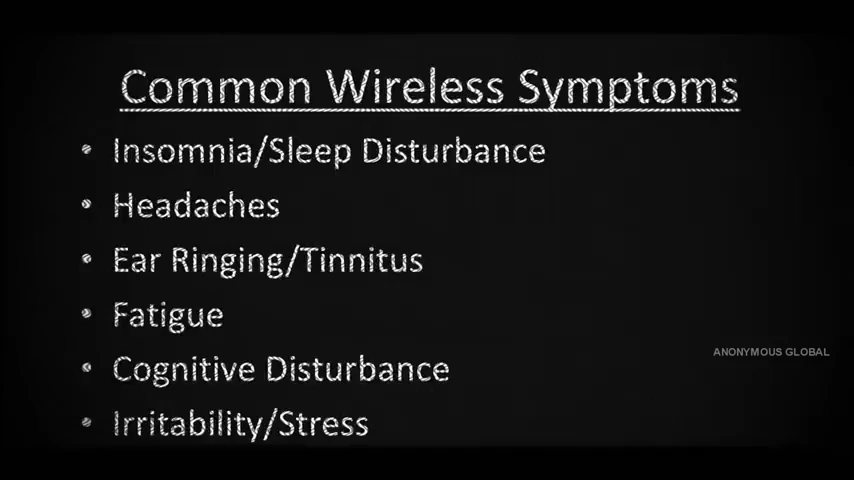 Common Wireless Symptoms
• Insomnia/Sleep Disturbance
• Headaches
• Ear Ringing/Tinnitus
• Fatigue
ANONYMOUS GLOBAL
• Cognitive Disturbance
• Irritability/Stress